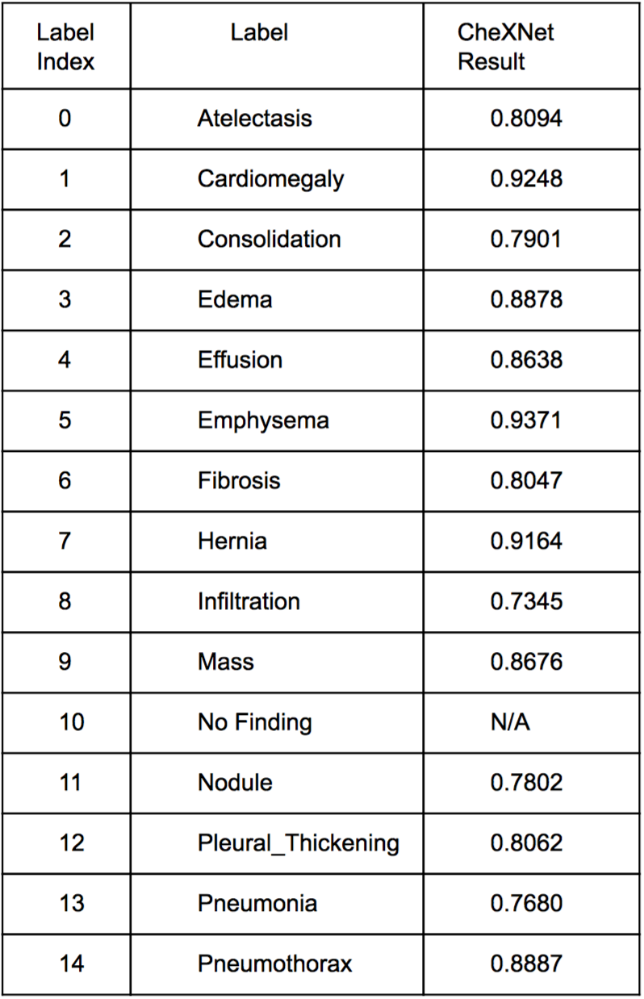 Label Index Label CheXNet Result
0 Atelectasis 0.8094
1 Cardiomegaly 0.9248
2 Consolidation 0.7901
3 Edema 0.8878
4 Effusion 0.8638
5 Emphysema 0.9371
6 Fibrosis 0.8047
7 Hernia 0.9164
8 Infiltration 0.7345
9 Mass 0.8676
10 No Finding N/A
11 Nodule 0.7802
12 Pleural_Thickening 0.8062
13 Pneumonia 0.7680
14 Pneumothorax 0.8887